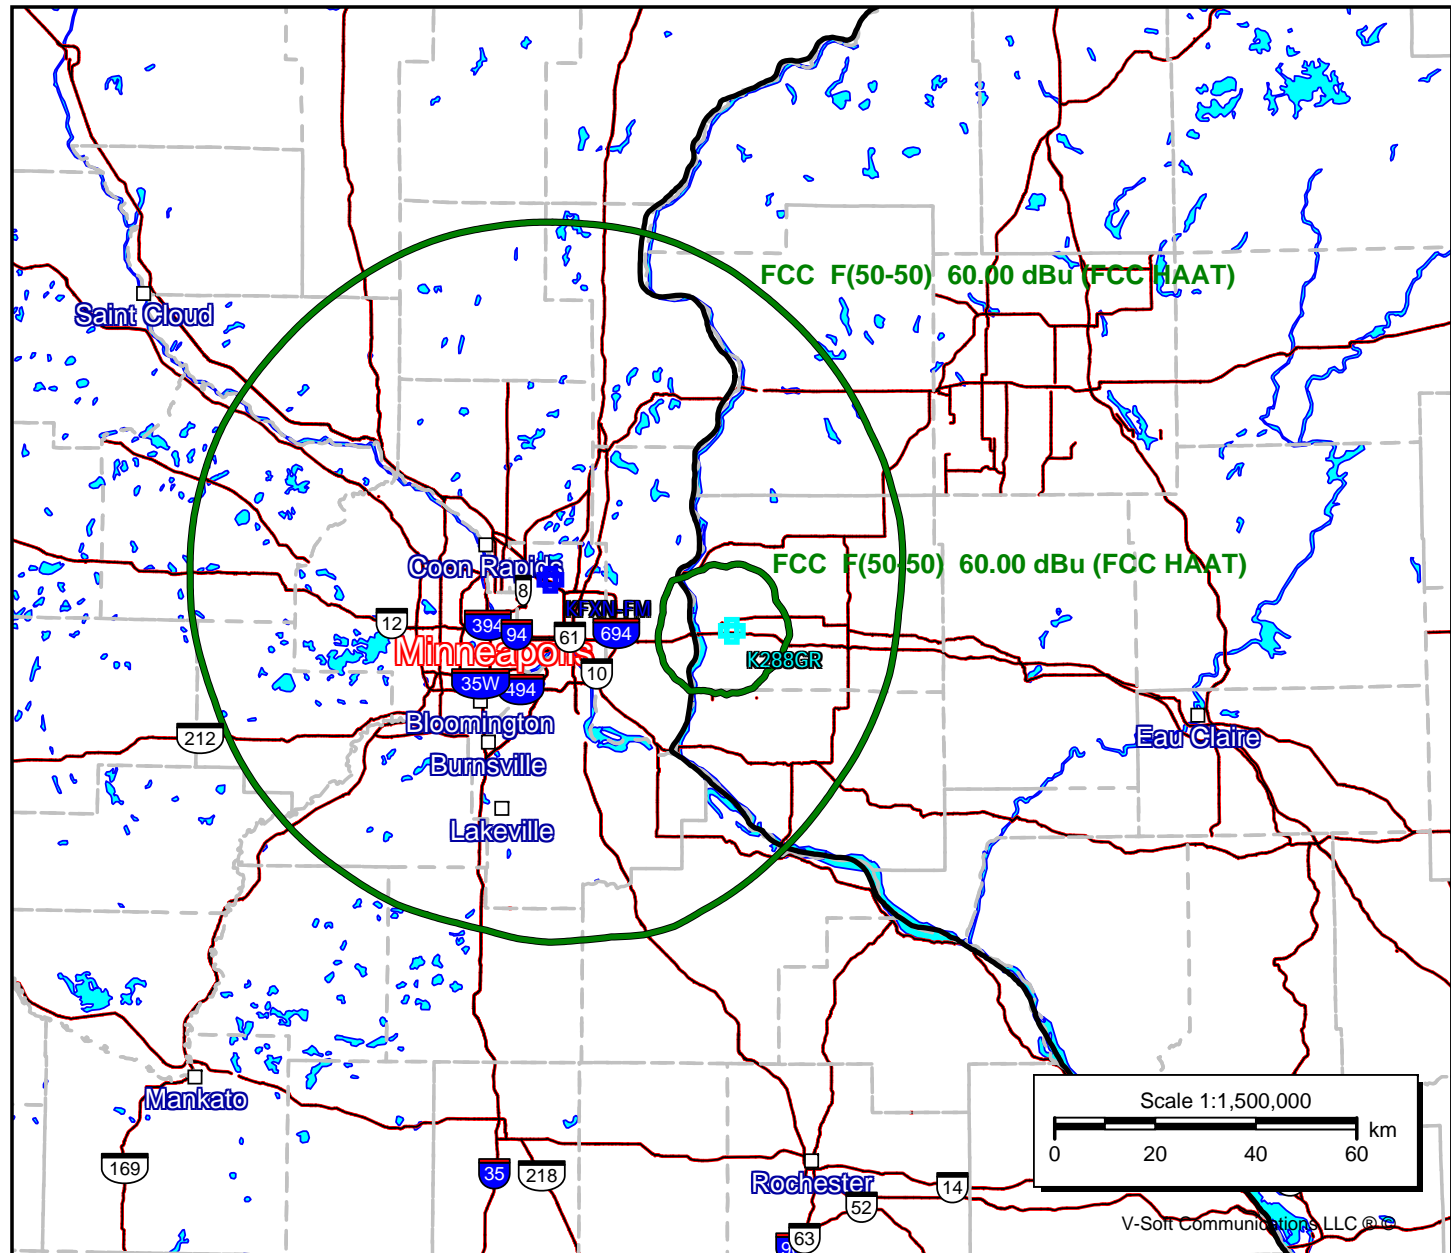 FCC F(50-50) 60.00 dBu (FCC HAAT)
Saint Cloud
FCC F(50-50) 60.00 dBu (FCC HAAT)
Coon Rapids
8
KFXN-FM
12
394
94
61
694
Minneapolis
K288GR
10
35W
494
Bloomington
212
Eau Claire
Burnsville
Lakeville
Mankato
Scale 1:1,500,000
km
0 20 40 60
169
35
218
Rochester
14
52
V-Soft Communications LLC ® ©
63